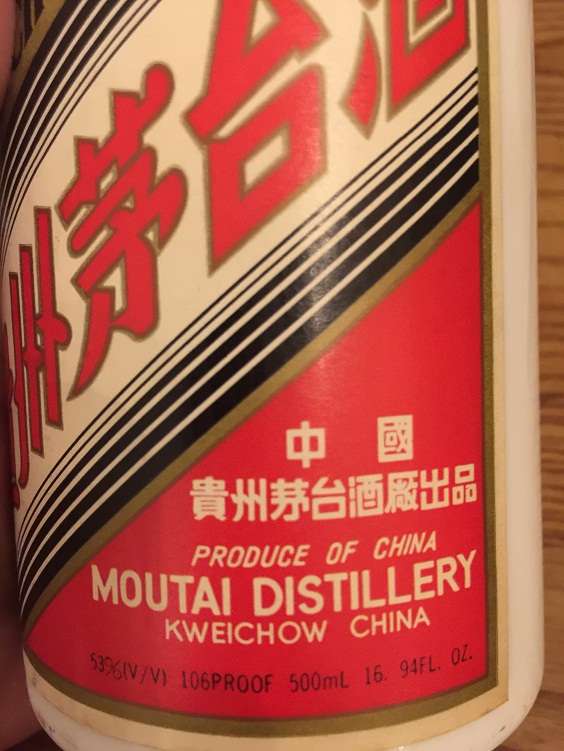 州茅台酒
中國
貴州茅台酒廠出品
PRODUCE OF CHINA
MOUTAI DISTILLERY
KWEICHOW CHINA
53%(V/V) 106PROOF 500mL 16. 94FL. OZ.